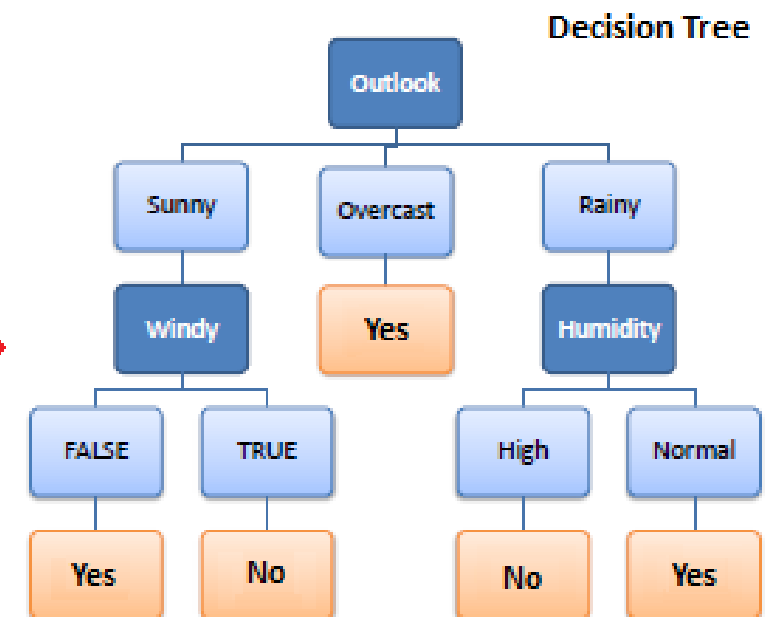 Decision Tree
Outlook
Sunny
Overcast
Rainy
Windy
Yes
Humidity
FALSE
TRUE
High
Normal
Yes
No
No
Yes